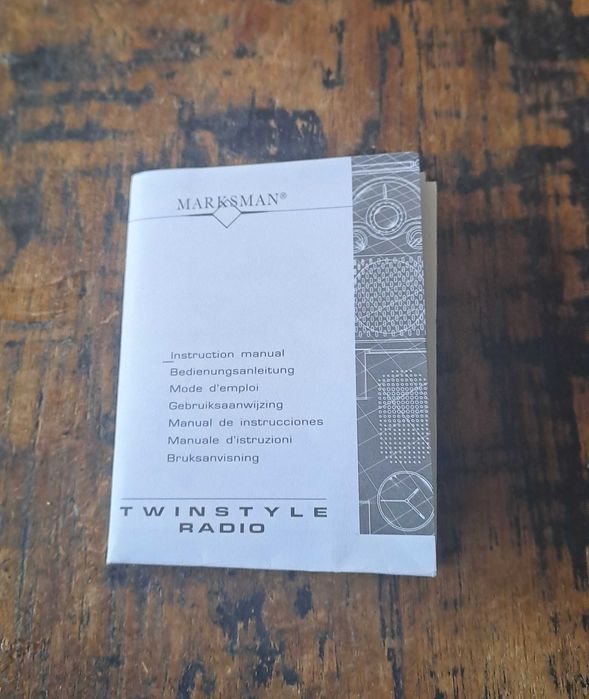 MARKSMAN®
Instruction manual
Bedienungsanleitung
Mode d'emploi
Gebruiksaanwijzing
Manual de instrucciones
Manuale d'istruzioni
Bruksanvisning
TWINSTYLE
RADIO